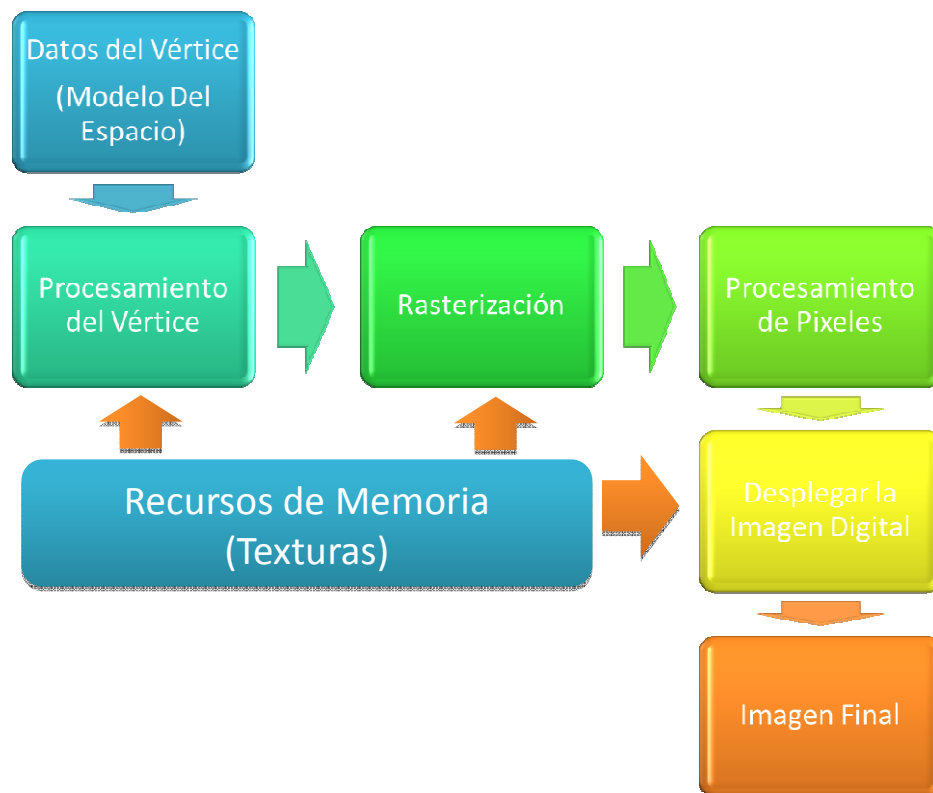 Datos del Vértice
(Modelo Del
Espacio)
Procesamiento
del Vértice
Rasterización
Procesamiento
de Pixeles
Recursos de Memoria
(Texturas)
Desplegar la
Imagen Digital
Imagen Final